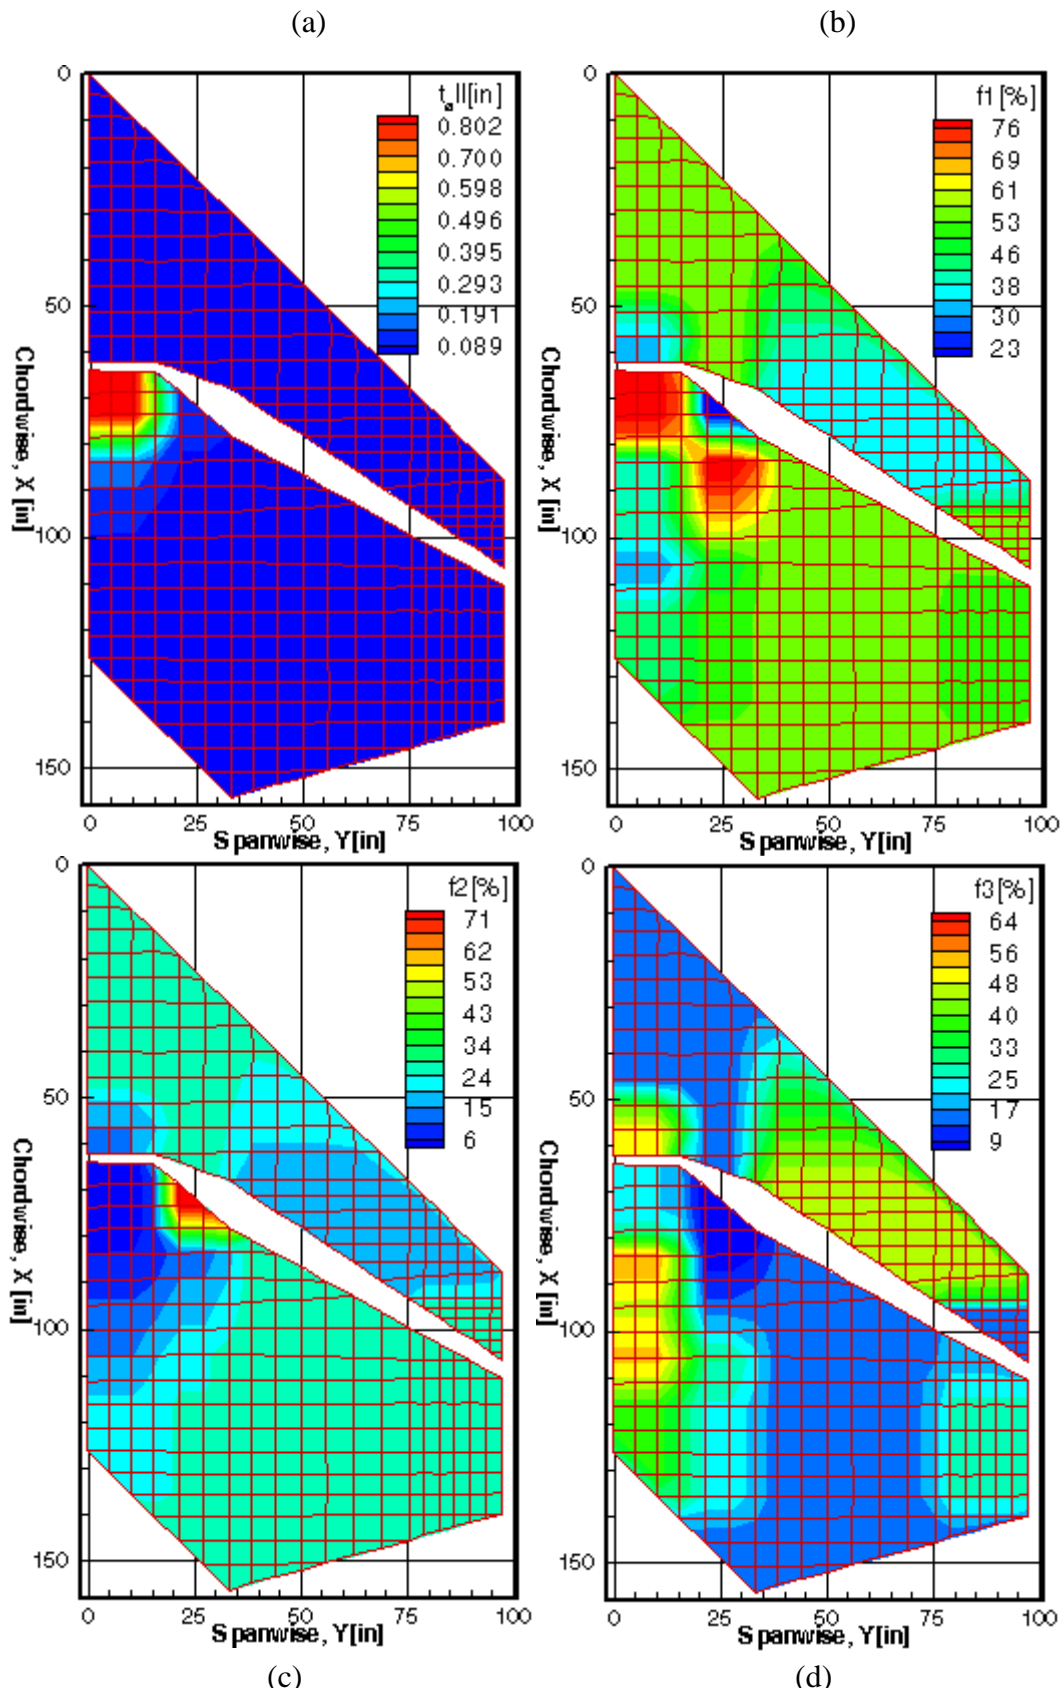 (a) (b)
t_all[in]
0.802
0.700
0.598
0.496
0.395
0.293
0.191
0.089
0
50
100
150
Chordwise, X [in]
0 25 50 75 100
Spanwise, Y[in]
f1[%]
76
69
61
53
46
38
30
23
0
50
100
150
Chordwise, X [in]
0 25 50 75 100
Spanwise, Y[in]
f2[%]
71
62
53
43
34
24
15
6
0
50
100
150
Chordwise, X [in]
0 25 50 75 100
Spanwise, Y[in]
f3[%]
64
56
48
40
33
25
17
9
0
50
100
150
Chordwise, X [in]
0 25 50 75 100
Spanwise, Y[in]
(c) (d)